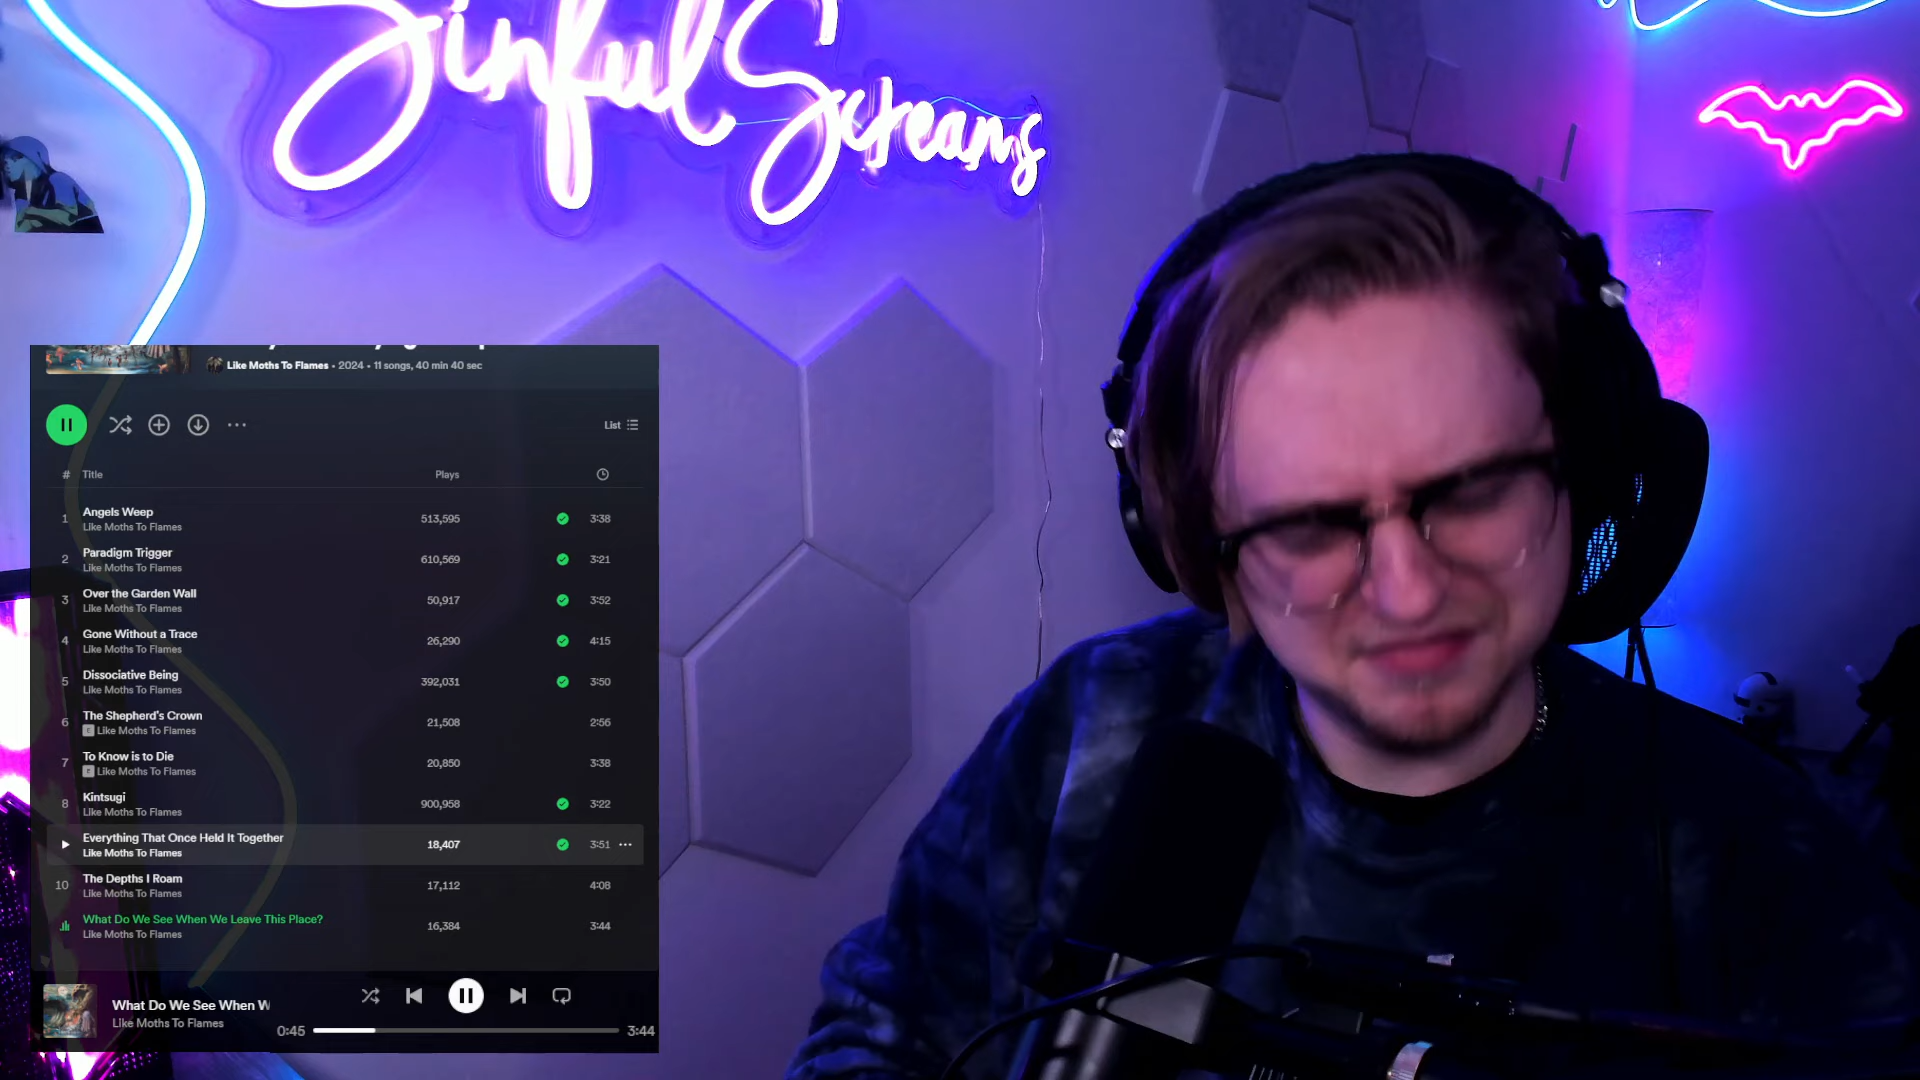 Sinful Screams
Like Moths To Flames • 2024 • 11 songs, 40 min 40 sec
List
# Title Plays
1 Angels Weep 513,595 3:38
Like Moths To Flames
2 Paradigm Trigger 610,569 3:21
Like Moths To Flames
3 Over the Garden Wall 50,917 3:52
Like Moths To Flames
4 Gone Without a Trace 26,290 4:15
Like Moths To Flames
5 Dissociative Being 392,031 3:50
Like Moths To Flames
6 The Shepherd's Crown 21,508 2:56
E Like Moths To Flames
7 To Know is to Die 20,850 3:38
E Like Moths To Flames
8 Kintsugi 900,958 3:22
Like Moths To Flames
Everything That Once Held It Together 18,407 3:51
Like Moths To Flames
10 The Depths I Roam 17,112 4:08
Like Moths To Flames
What Do We See When We Leave This Place? 16,384 3:44
Like Moths To Flames
What Do We See When W
Like Moths To Flames
0:45 3:44